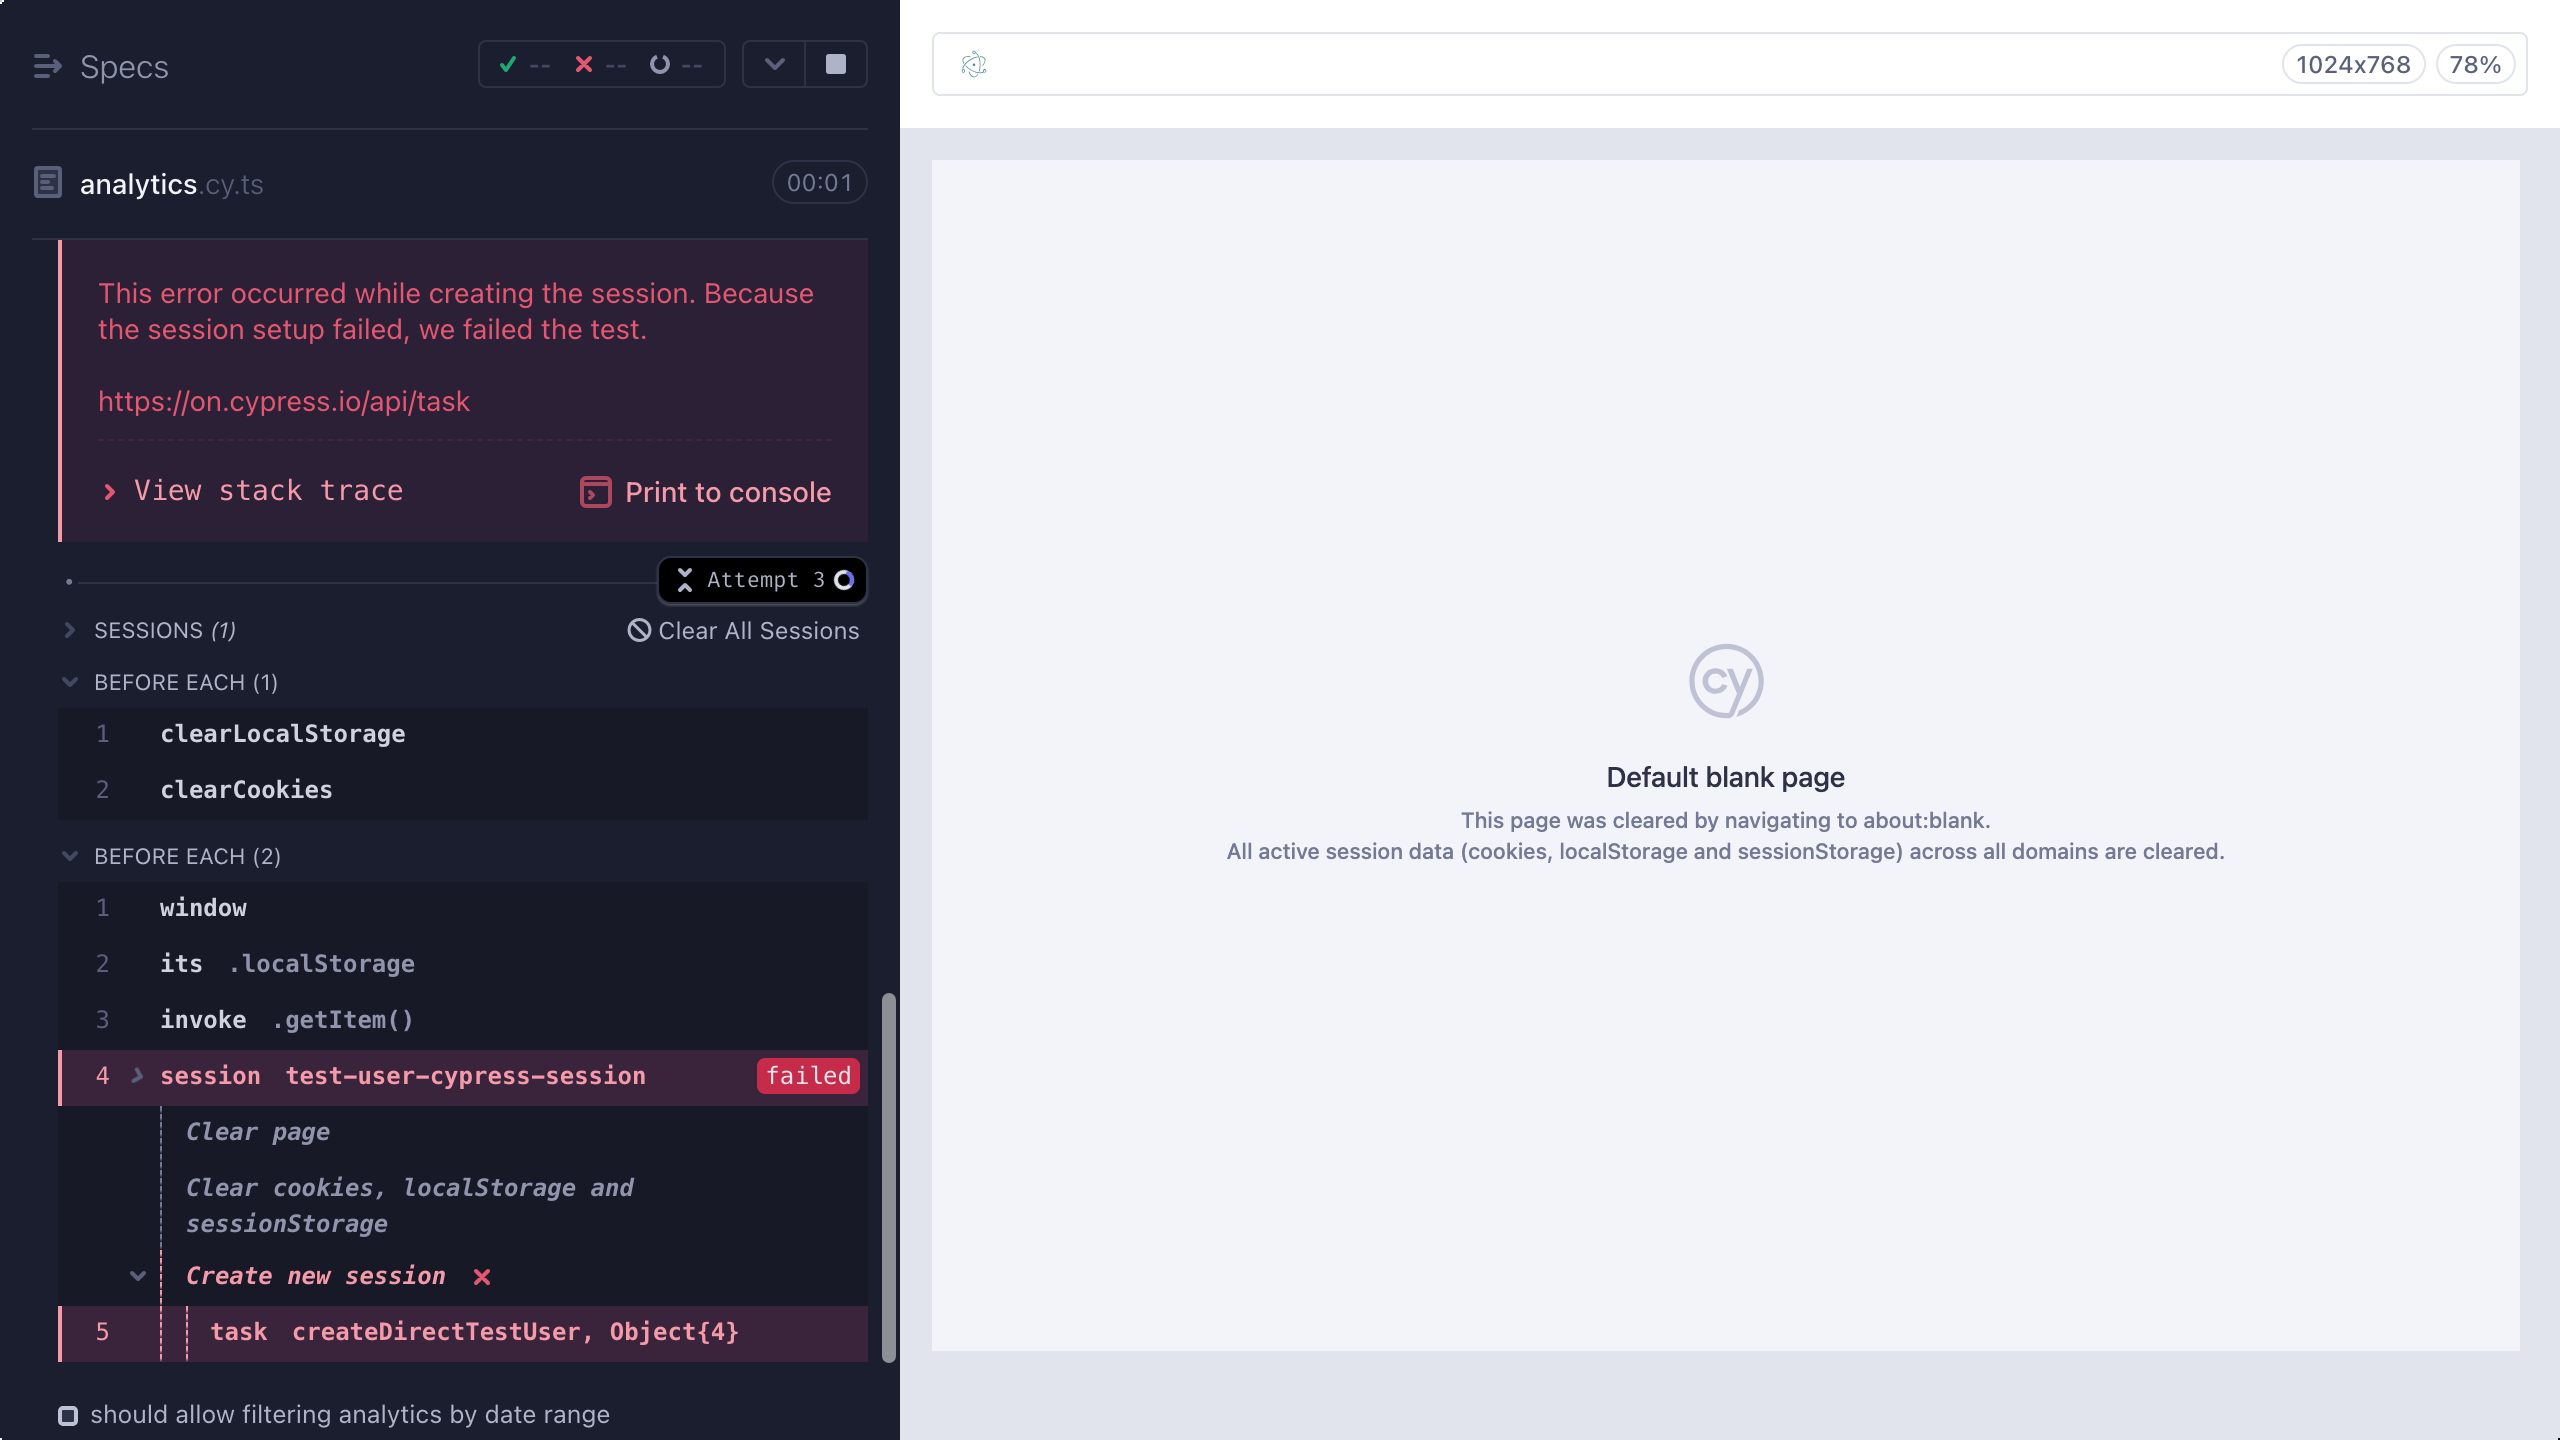 Specs
-- -- --
1024x768 78%
analytics.cy.ts 00:01
This error occurred while creating the session. Because
the session setup failed, we failed the test.
https://on.cypress.io/api/task
View stack trace Print to console
Attempt 3
SESSIONS (1) Clear All Sessions
BEFORE EACH (1)
1 clearLocalStorage
2 clearCookies
BEFORE EACH (2)
1 window
2 its .localStorage
3 invoke .getItem()
4 session test-user-cypress-session failed
Clear page
Clear cookies, localStorage and
sessionStorage
Create new session
5 task createDirectTestUser, Object{4}
should allow filtering analytics by date range
cy
Default blank page
This page was cleared by navigating to about:blank.
All active session data (cookies, localStorage and sessionStorage) across all domains are cleared.